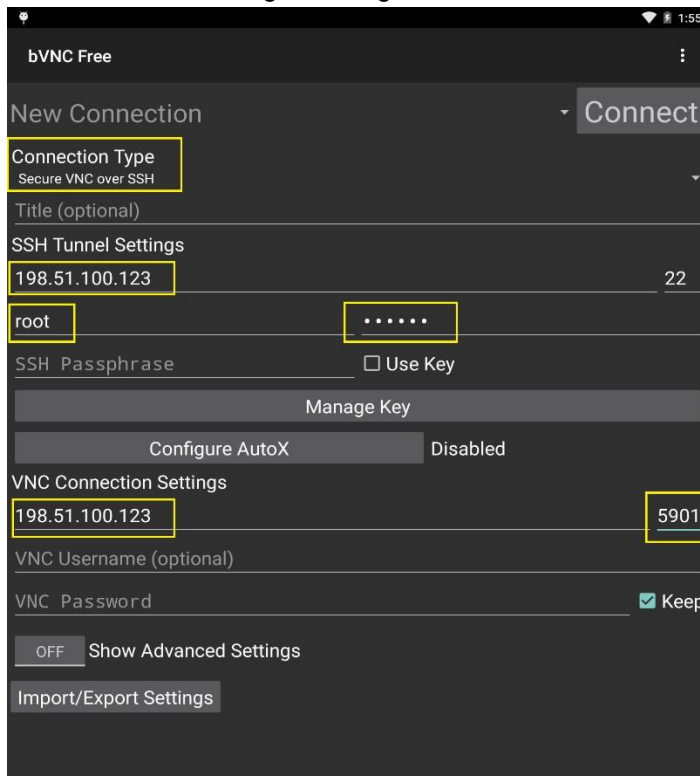 1:55
bVNC Free
New Connection Connect
Connection Type
Secure VNC over SSH
Title (optional)
SSH Tunnel Settings
198.51.100.123 22
root ••••••
SSH Passphrase Use Key
Manage Key
Configure AutoX Disabled
VNC Connection Settings
198.51.100.123 5901
VNC Username (optional)
VNC Password Keep
OFF Show Advanced Settings
Import/Export Settings